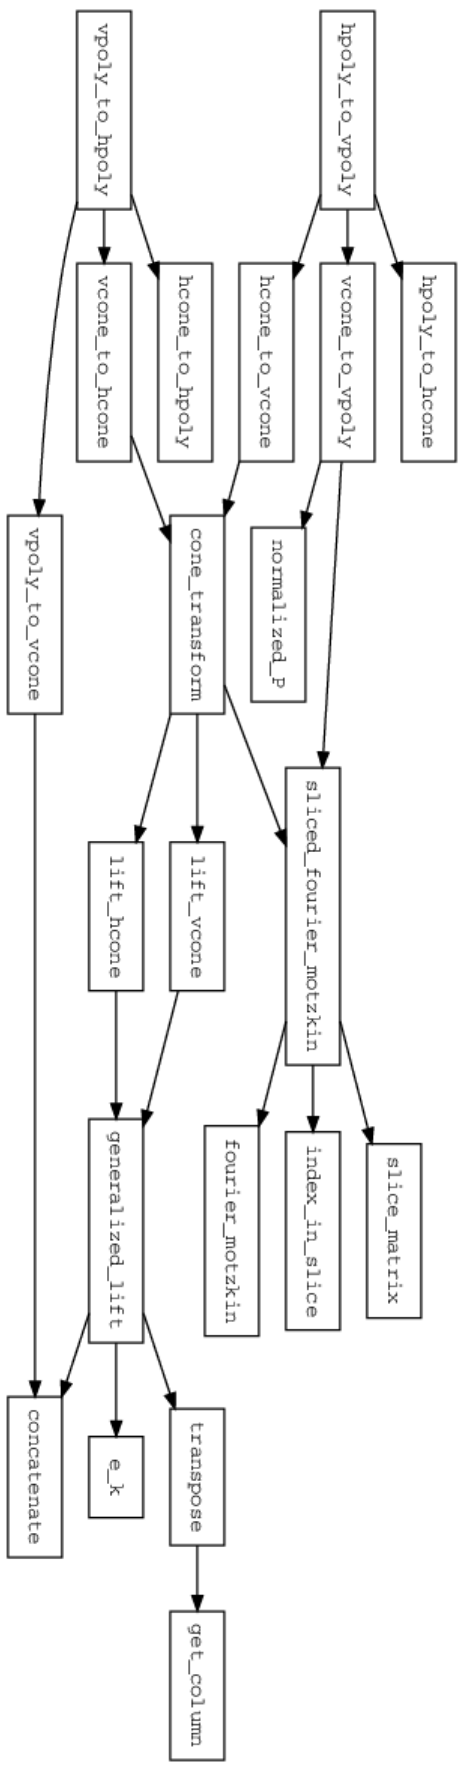 vpoly_to_hpoly
hpoly_to_vpoly
vcone_to_hcone
hcone_to_hpoly
hcone_to_vcone
vcone_to_vpoly
hpoly_to_hcone
vpoly_to_vcone
cone_transform
normalized_p
sliced_fourier_motzkin
lift_hcone
lift_vcone
generalized_lift
fourier_motzkin
index_in_slice
slice_matrix
concatenate
e_k
transpose
get_column